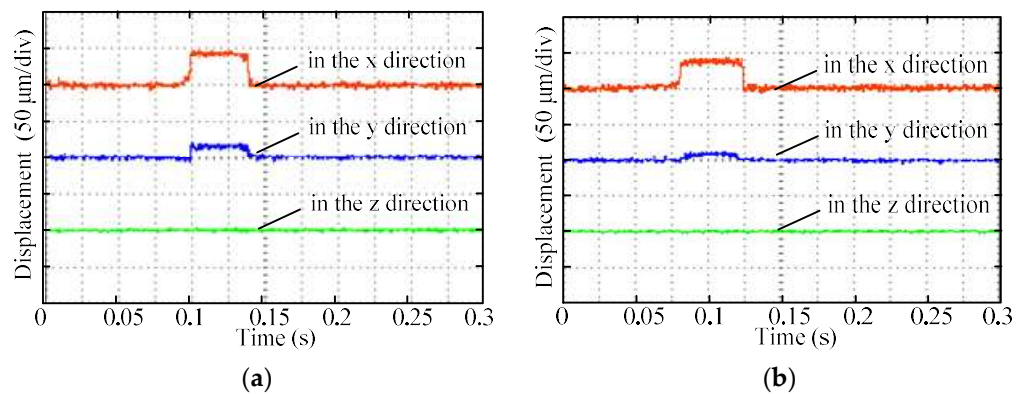 Displacement (50 μm/div)
in the x direction
in the y direction
in the z direction
0 0.05 0.1 0.15 0.2 0.25 0.3
Time (s)
(a)
Displacement (50 μm/div)
in the x direction
in the y direction
in the z direction
0 0.05 0.1 0.15 0.2 0.25 0.3
Time (s)
(b)